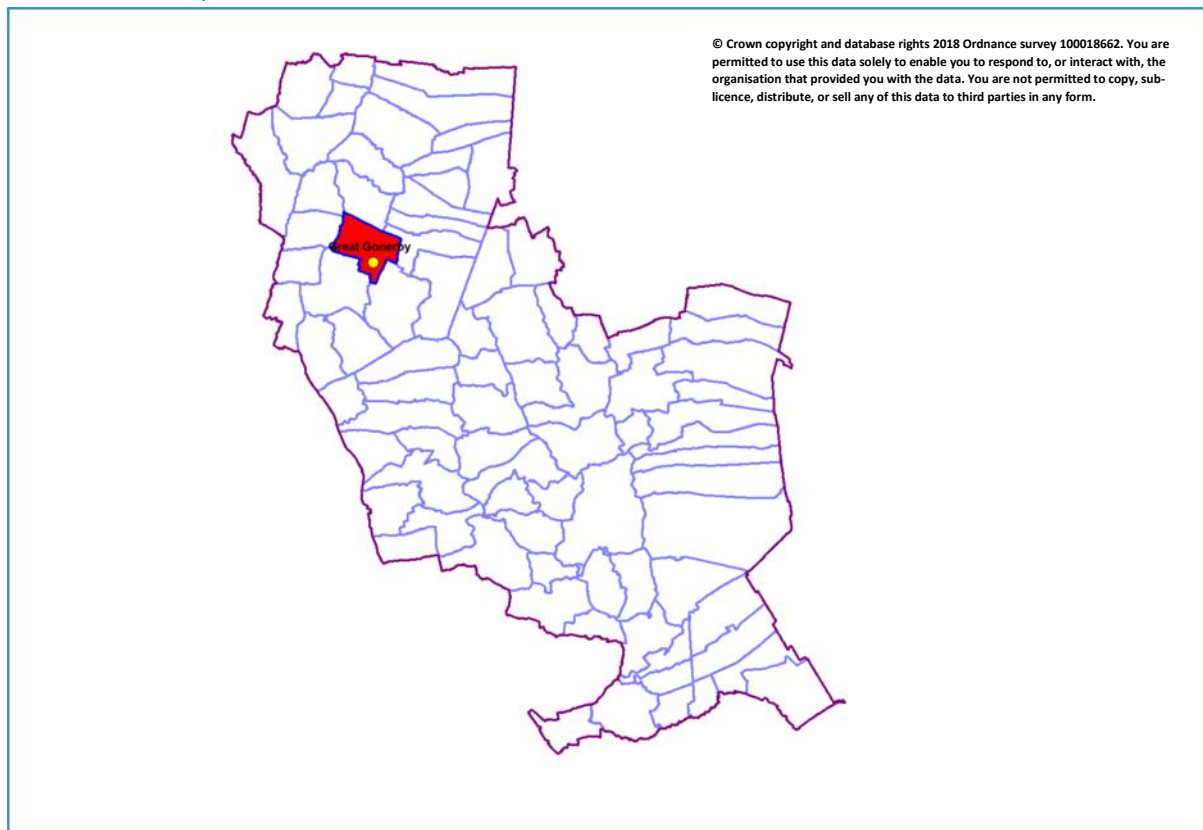 © Crown copyright and database rights 2018 Ordnance survey 100018662. You are
permitted to use this data solely to enable you to respond to, or interact with, the
organisation that provided you with the data. You are not permitted to copy, sub-
licence, distribute, or sell any of this data to third parties in any form.
Great Gonerby